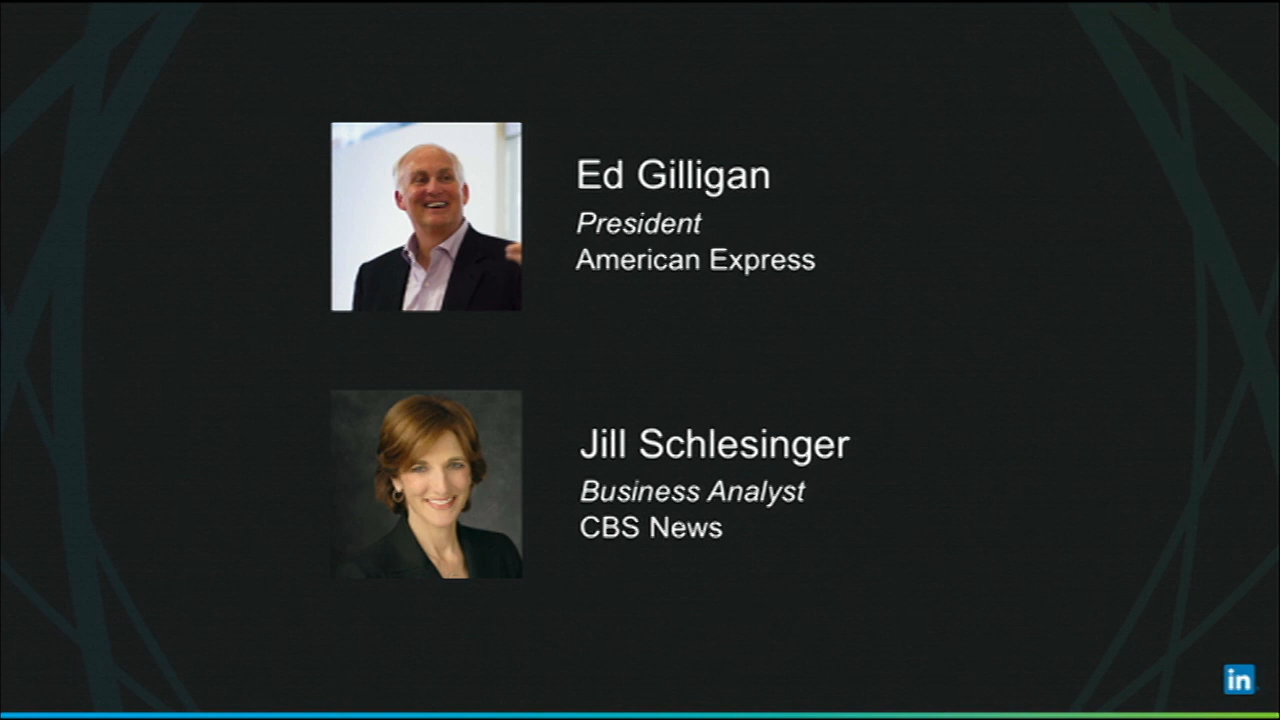 Ed Gilligan
President
American Express
Jill Schlesinger
Business Analyst
CBS News
in